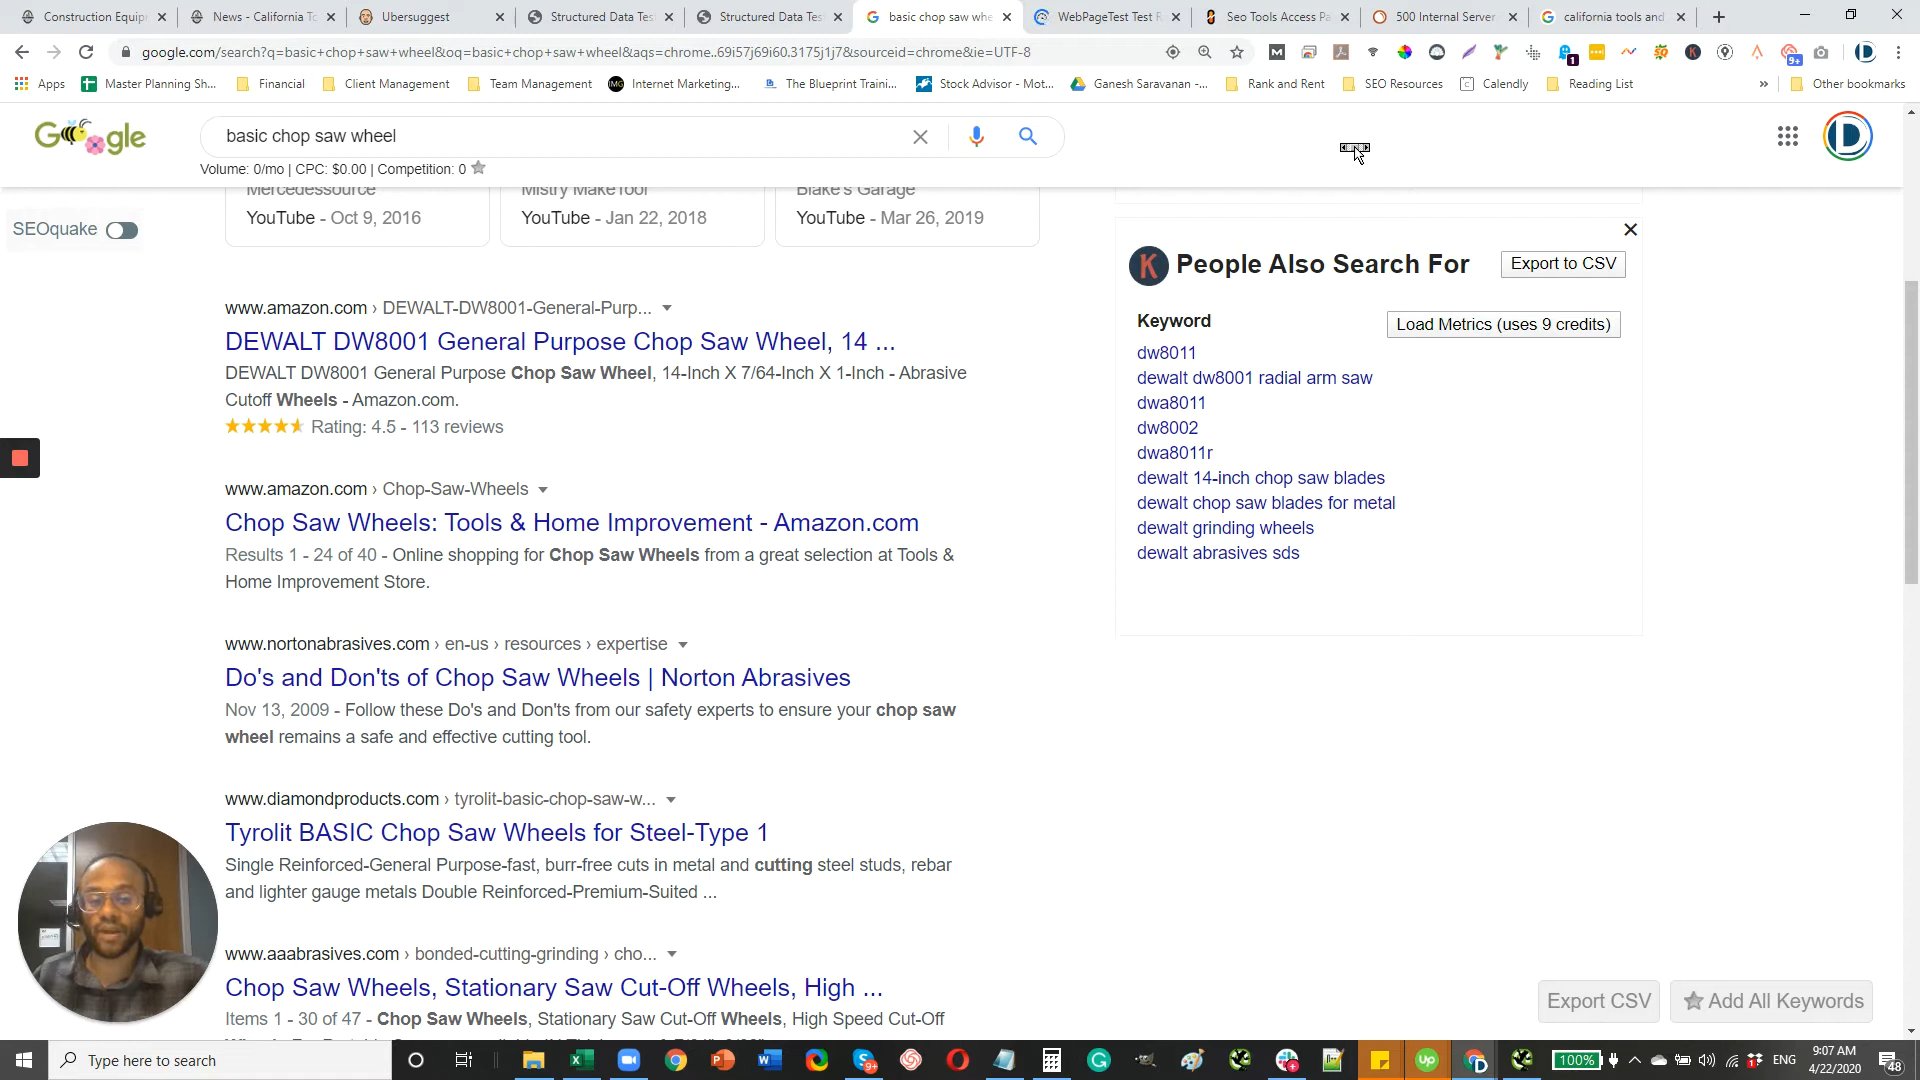 Construction Equip
News - California To
Ubersuggest
Structured Data Tes
Structured Data Tes
basic chop saw whe
WebPageTest Test R
Seo Tools Access Pa
500 Internal Server
california tools and
google.com/search?q=basic+chop+saw+wheel&oq=basic+chop+saw+wheel&aqs=chrome..69i57j69i60.3175j1j7&sourceid=chrome&ie=UTF-8
1
9+
Apps
Master Planning Sh...
Financial
Client Management
Team Management
Internet Marketing...
The Blueprint Traini...
Stock Advisor - Mot...
Ganesh Saravanan -...
Rank and Rent
SEO Resources
Calendly
Reading List
»
Other bookmarks
Google
basic chop saw wheel
Volume: 0/mo | CPC: $0.00 | Competition: 0
SEOquake
Mercedessource
YouTube - Oct 9, 2016
Mistry MakeTool
YouTube - Jan 22, 2018
Blake's Garage
YouTube - Mar 26, 2019
www.amazon.com › DEWALT-DW8001-General-Purp...
DEWALT DW8001 General Purpose Chop Saw Wheel, 14 ...
DEWALT DW8001 General Purpose Chop Saw Wheel, 14-Inch X 7/64-Inch X 1-Inch - Abrasive
Cutoff Wheels - Amazon.com.
Rating: 4.5 - 113 reviews
www.amazon.com › Chop-Saw-Wheels
Chop Saw Wheels: Tools & Home Improvement - Amazon.com
Results 1 - 24 of 40 - Online shopping for Chop Saw Wheels from a great selection at Tools &
Home Improvement Store.
www.nortonabrasives.com › en-us › resources › expertise
Do's and Don'ts of Chop Saw Wheels | Norton Abrasives
Nov 13, 2009 - Follow these Do's and Don'ts from our safety experts to ensure your chop saw
wheel remains a safe and effective cutting tool.
www.diamondproducts.com › tyrolit-basic-chop-saw-w...
Tyrolit BASIC Chop Saw Wheels for Steel-Type 1
Single Reinforced-General Purpose-fast, burr-free cuts in metal and cutting steel studs, rebar
and lighter gauge metals Double Reinforced-Premium-Suited ...
www.aaabrasives.com › bonded-cutting-grinding › cho...
Chop Saw Wheels, Stationary Saw Cut-Off Wheels, High ...
Items 1 - 30 of 47 - Chop Saw Wheels, Stationary Saw Cut-Off Wheels, High Speed Cut-Off
K People Also Search For
Export to CSV
Keyword
Load Metrics (uses 9 credits)
dw8011
dewalt dw8001 radial arm saw
dwa8011
dw8002
dwa8011r
dewalt 14-inch chop saw blades
dewalt chop saw blades for metal
dewalt grinding wheels
dewalt abrasives sds
Export CSV
Add All Keywords
Type here to search
100%
ENG
9:07 AM
4/22/2020
48